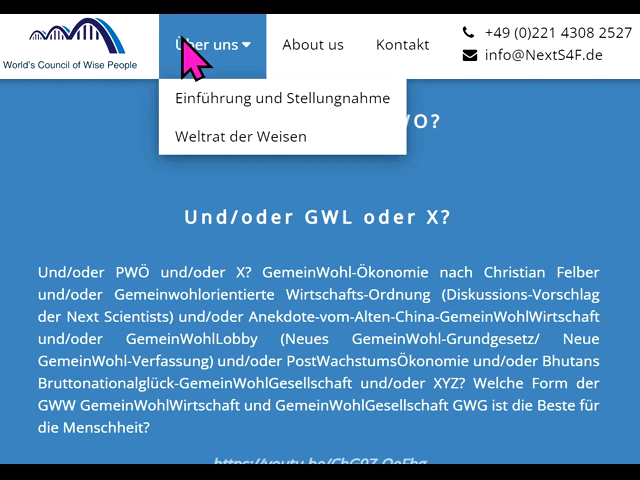 World's Council of Wise People
Über uns
About us
Kontakt
+49 (0)221 4308 2527
info@NextS4F.de
Einführung und Stellungnahme
Weltrat der Weisen
Und/oder GWL oder X?
Und/oder PWÖ und/oder X? GemeinWohl-Ökonomie nach Christian Felber
und/oder Gemeinwohlorientierte Wirtschafts-Ordnung (Diskussions-Vorschlag
der Next Scientists) und/oder Anekdote-vom-Alten-China-GemeinWohlWirtschaft
und/oder GemeinWohlLobby (Neues GemeinWohl-Grundgesetz/ Neue
GemeinWohl-Verfassung) und/oder PostWachstumsÖkonomie und/oder Bhutans
Bruttonationalglück-GemeinWohlGesellschaft und/oder XYZ? Welche Form der
GWW GemeinWohlWirtschaft und GemeinWohlGesellschaft GWG ist die Beste für
die Menschheit?